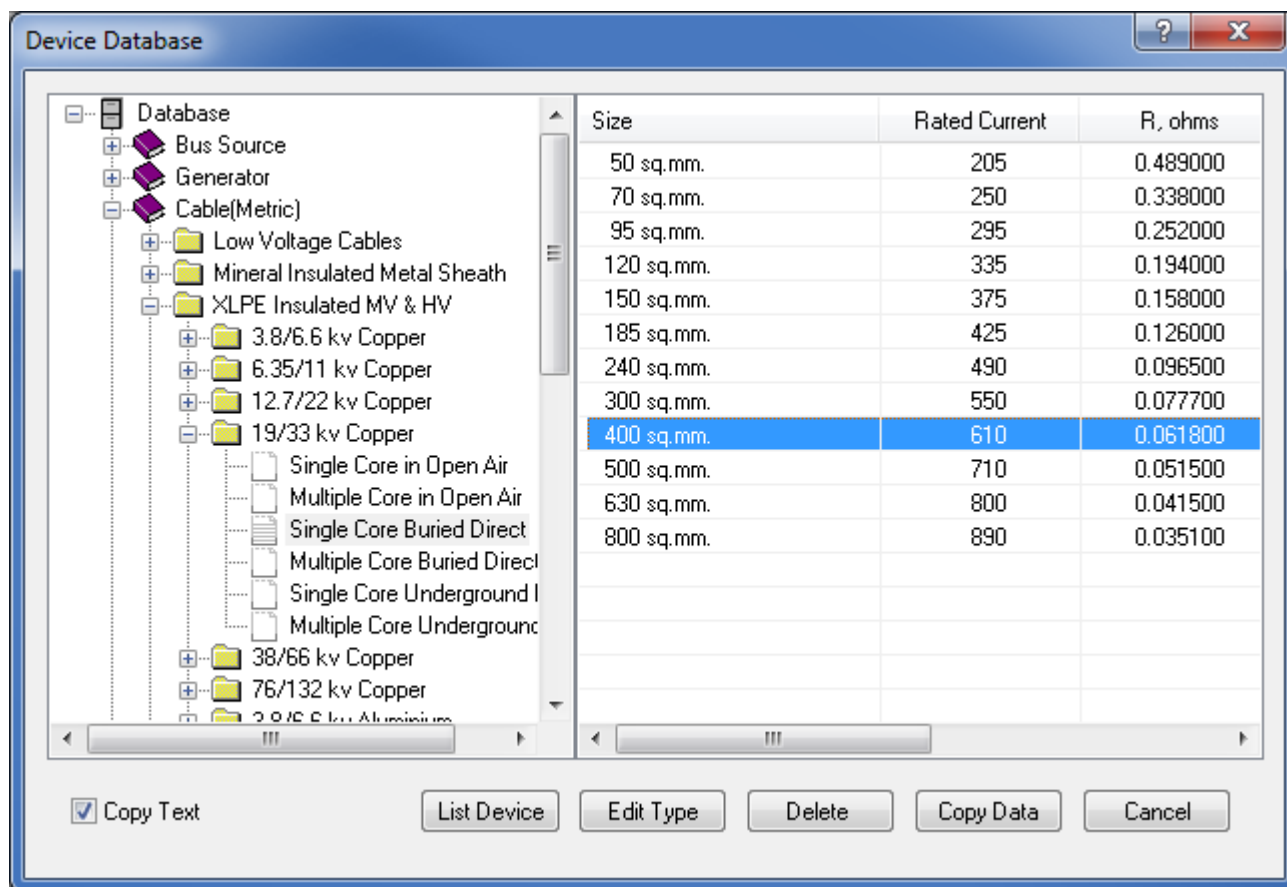 Device Database
Database
Bus Source
Generator
Cable(Metric)
Low Voltage Cables
Mineral Insulated Metal Sheath
XLPE Insulated MV & HV
3.8/6.6 kv Copper
6.35/11 kv Copper
12.7/22 kv Copper
19/33 kv Copper
Single Core in Open Air
Multiple Core in Open Air
Single Core Buried Direct
Multiple Core Buried Direct
Single Core Underground
Multiple Core Underground
38/66 kv Copper
76/132 kv Copper
3.8/6.6 kv Aluminium
Size Rated Current R, ohms
50 sq.mm. 205 0.489000
70 sq.mm. 250 0.338000
95 sq.mm. 295 0.252000
120 sq.mm. 335 0.194000
150 sq.mm. 375 0.158000
185 sq.mm. 425 0.126000
240 sq.mm. 490 0.096500
300 sq.mm. 550 0.077700
400 sq.mm. 610 0.061800
500 sq.mm. 710 0.051500
630 sq.mm. 800 0.041500
800 sq.mm. 890 0.035100
Copy Text List Device Edit Type Delete Copy Data Cancel